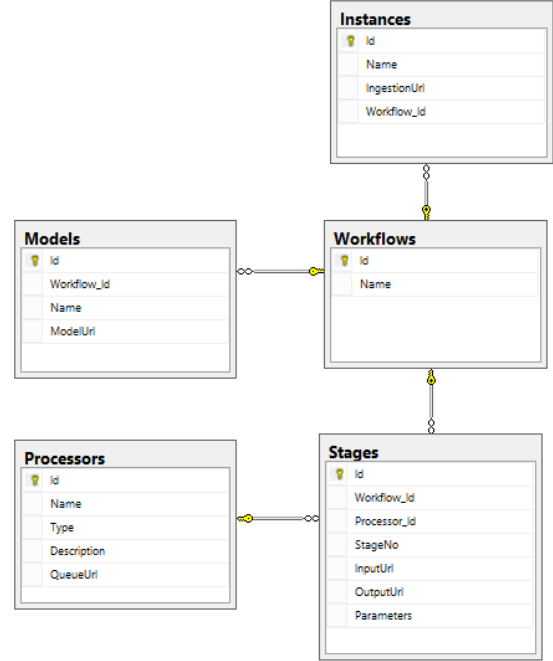 Instances
Id
Name
IngestionUrl
Workflow_Id
Models
Id
Workflow_Id
Name
ModelUrl
Workflows
Id
Name
Processors
Id
Name
Type
Description
QueueUrl
Stages
Id
Workflow_Id
Processor_Id
StageNo
InputUrl
OutputUrl
Parameters